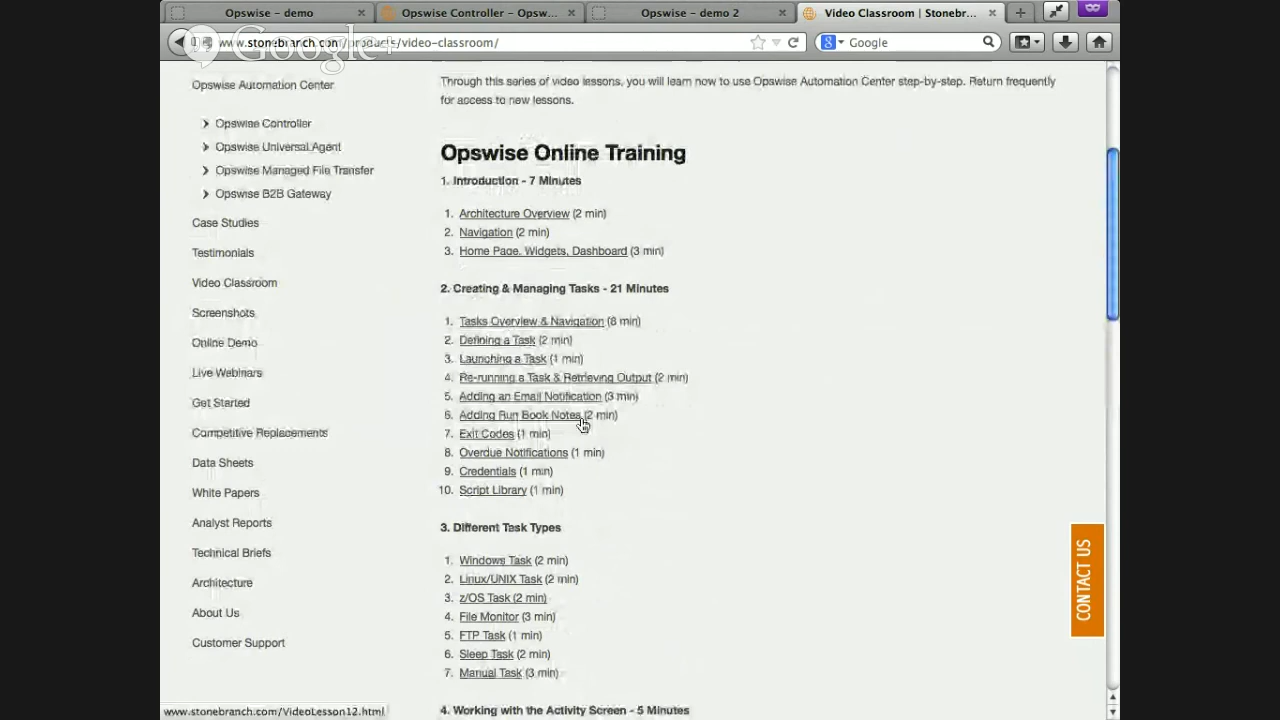 Opswise – demo
Opswise Controller – Opsw...
Opswise – demo 2
Video Classroom | Stonebr...
www.stonebranch.com/products/video-classroom/
Google
Google+
Opswise Automation Center
Opswise Controller
Opswise Universal Agent
Opswise Managed File Transfer
Opswise B2B Gateway
Case Studies
Testimonials
Video Classroom
Screenshots
Online Demo
Live Webinars
Get Started
Competitive Replacements
Data Sheets
White Papers
Analyst Reports
Technical Briefs
Architecture
About Us
Customer Support
Through this series of video lessons, you will learn now to use Opswise Automation Center step-by-step. Return frequently
for access to new lessons.
Opswise Online Training
1. Introduction - 7 Minutes
1. Architecture Overview (2 min)
2. Navigation (2 min)
3. Home Page, Widgets, Dashboard (3 min)
2. Creating & Managing Tasks - 21 Minutes
1. Tasks Overview & Navigation (8 min)
2. Defining a Task (2 min)
3. Launching a Task (1 min)
4. Re-running a Task & Retrieving Output (2 min)
5. Adding an Email Notification (3 min)
6. Adding Run Book Notes (2 min)
7. Exit Codes (1 min)
8. Overdue Notifications (1 min)
9. Credentials (1 min)
10. Script Library (1 min)
3. Different Task Types
1. Windows Task (2 min)
2. Linux/UNIX Task (2 min)
3. z/OS Task (2 min)
4. File Monitor (3 min)
5. FTP Task (1 min)
6. Sleep Task (2 min)
7. Manual Task (3 min)
4. Working with the Activity Screen - 5 Minutes
CONTACT US
www.stonebranch.com/VideoLesson12.html